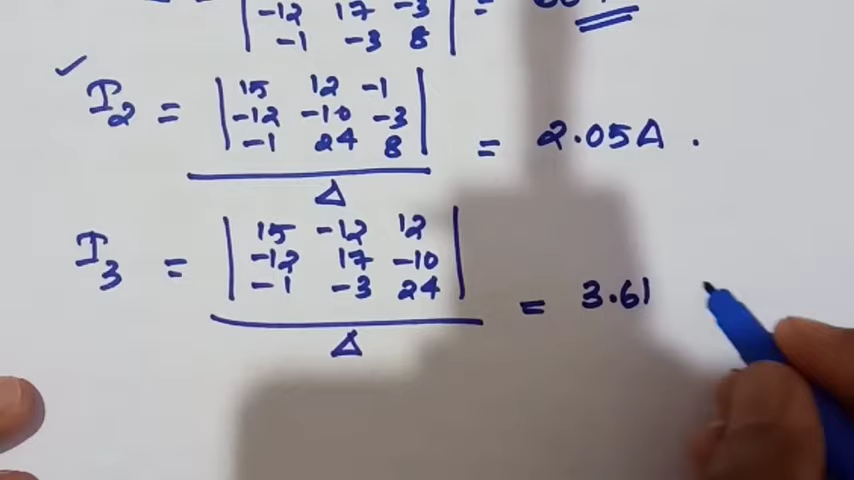 -12 17 -3
-1 -3 8 =
✓
I₂ = | 15 12 -1 |
| -12 -10 -3 |
| -1 24 8 | = 2.05A .
Δ
I₃ = | 15 -12 12 |
| -12 17 -10 |
| -1 -3 24 | = 3.61
Δ